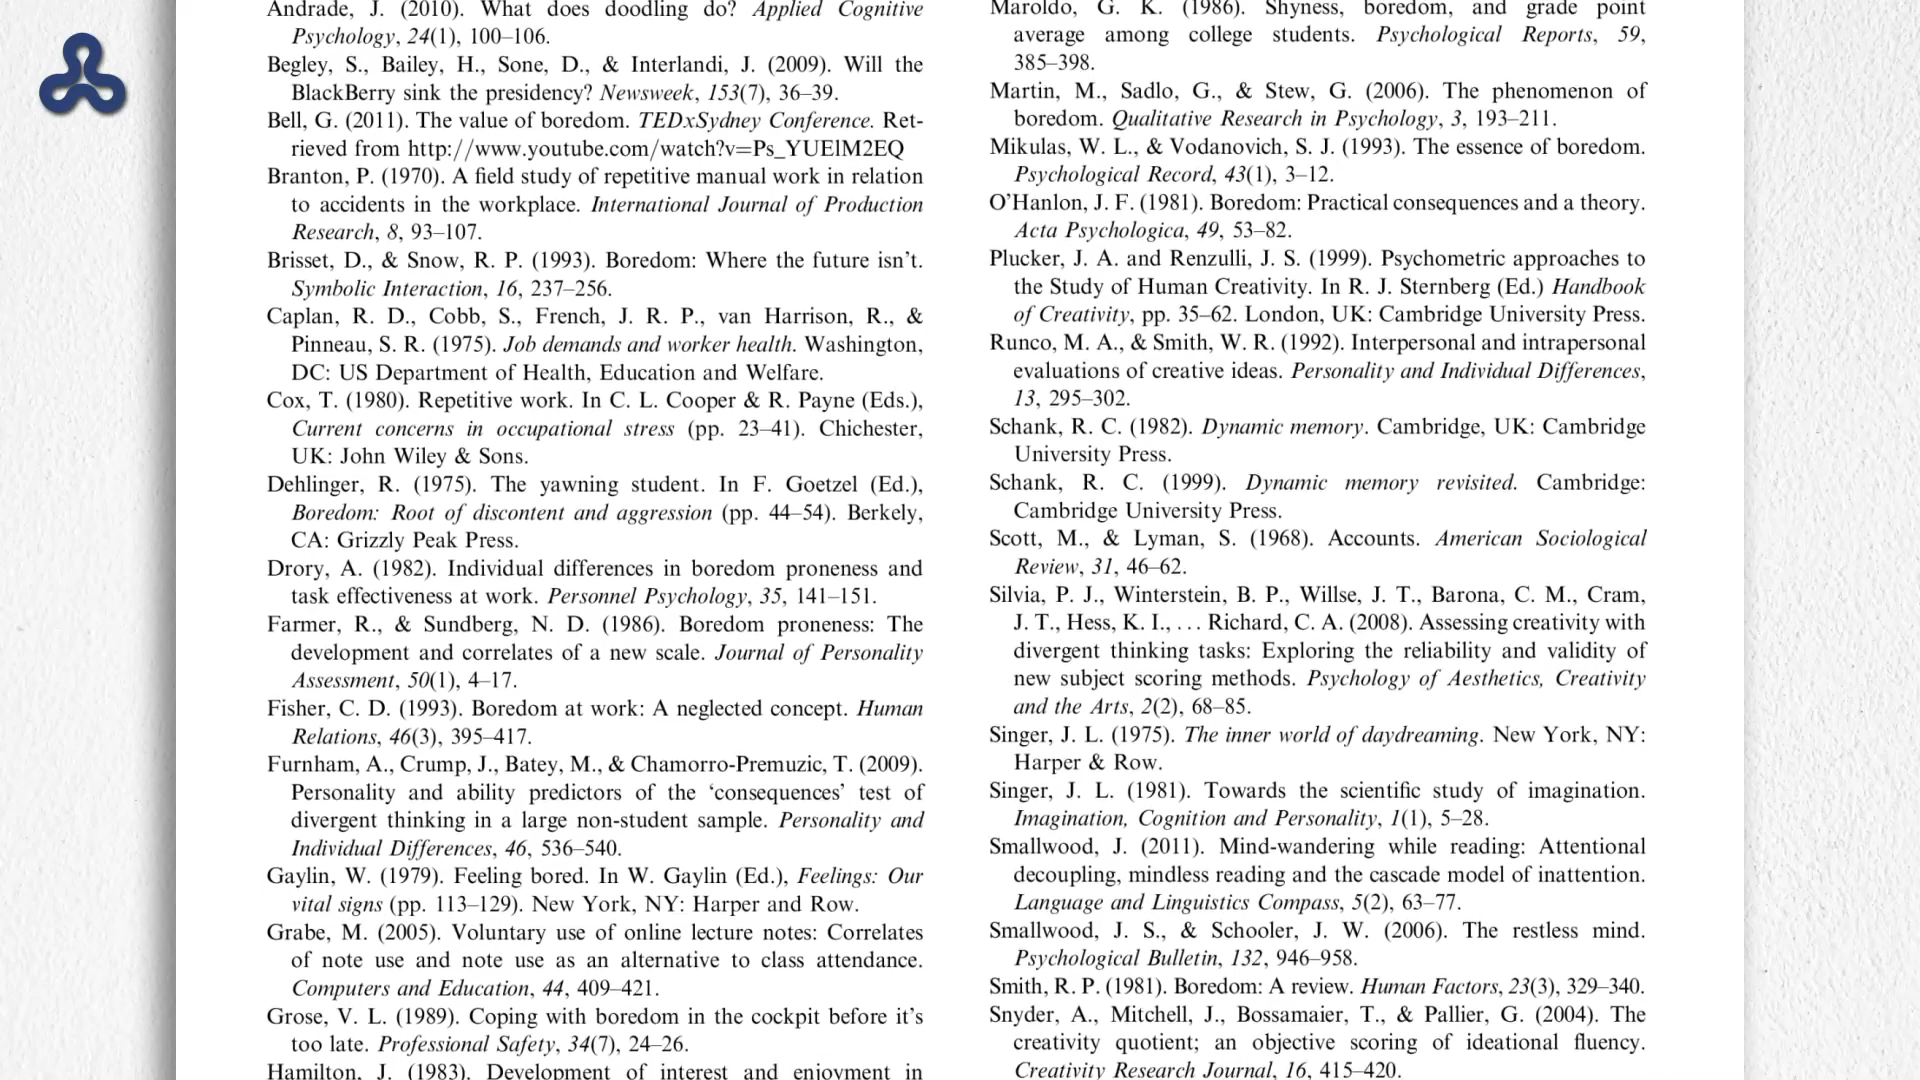 Andrade, J. (2010). What does doodling do? Applied Cognitive
Psychology, 24(1), 100–106.
Begley, S., Bailey, H., Sone, D., & Interlandi, J. (2009). Will the
BlackBerry sink the presidency? Newsweek, 153(7), 36–39.
Bell, G. (2011). The value of boredom. TEDxSydney Conference. Ret-
rieved from http://www.youtube.com/watch?v=Ps_YUElM2EQ
Branton, P. (1970). A field study of repetitive manual work in relation
to accidents in the workplace. International Journal of Production
Research, 8, 93–107.
Brisset, D., & Snow, R. P. (1993). Boredom: Where the future isn’t.
Symbolic Interaction, 16, 237–256.
Caplan, R. D., Cobb, S., French, J. R. P., van Harrison, R., &
Pinneau, S. R. (1975). Job demands and worker health. Washington,
DC: US Department of Health, Education and Welfare.
Cox, T. (1980). Repetitive work. In C. L. Cooper & R. Payne (Eds.),
Current concerns in occupational stress (pp. 23–41). Chichester,
UK: John Wiley & Sons.
Dehlinger, R. (1975). The yawning student. In F. Goetzel (Ed.),
Boredom: Root of discontent and aggression (pp. 44–54). Berkely,
CA: Grizzly Peak Press.
Drory, A. (1982). Individual differences in boredom proneness and
task effectiveness at work. Personnel Psychology, 35, 141–151.
Farmer, R., & Sundberg, N. D. (1986). Boredom proneness: The
development and correlates of a new scale. Journal of Personality
Assessment, 50(1), 4–17.
Fisher, C. D. (1993). Boredom at work: A neglected concept. Human
Relations, 46(3), 395–417.
Furnham, A., Crump, J., Batey, M., & Chamorro-Premuzic, T. (2009).
Personality and ability predictors of the ‘consequences’ test of
divergent thinking in a large non-student sample. Personality and
Individual Differences, 46, 536–540.
Gaylin, W. (1979). Feeling bored. In W. Gaylin (Ed.), Feelings: Our
vital signs (pp. 113–129). New York, NY: Harper and Row.
Grabe, M. (2005). Voluntary use of online lecture notes: Correlates
of note use and note use as an alternative to class attendance.
Computers and Education, 44, 409–421.
Grose, V. L. (1989). Coping with boredom in the cockpit before it’s
too late. Professional Safety, 34(7), 24–26.
Hamilton, J. (1983). Development of interest and enjoyment in
Maroldo, G. K. (1986). Shyness, boredom, and grade point
average among college students. Psychological Reports, 59,
385–398.
Martin, M., Sadlo, G., & Stew, G. (2006). The phenomenon of
boredom. Qualitative Research in Psychology, 3, 193–211.
Mikulas, W. L., & Vodanovich, S. J. (1993). The essence of boredom.
Psychological Record, 43(1), 3–12.
O’Hanlon, J. F. (1981). Boredom: Practical consequences and a theory.
Acta Psychologica, 49, 53–82.
Plucker, J. A. and Renzulli, J. S. (1999). Psychometric approaches to
the Study of Human Creativity. In R. J. Sternberg (Ed.) Handbook
of Creativity, pp. 35–62. London, UK: Cambridge University Press.
Runco, M. A., & Smith, W. R. (1992). Interpersonal and intrapersonal
evaluations of creative ideas. Personality and Individual Differences,
13, 295–302.
Schank, R. C. (1982). Dynamic memory. Cambridge, UK: Cambridge
University Press.
Schank, R. C. (1999). Dynamic memory revisited. Cambridge:
Cambridge University Press.
Scott, M., & Lyman, S. (1968). Accounts. American Sociological
Review, 31, 46–62.
Silvia, P. J., Winterstein, B. P., Willse, J. T., Barona, C. M., Cram,
J. T., Hess, K. I., . . . Richard, C. A. (2008). Assessing creativity with
divergent thinking tasks: Exploring the reliability and validity of
new subject scoring methods. Psychology of Aesthetics, Creativity
and the Arts, 2(2), 68–85.
Singer, J. L. (1975). The inner world of daydreaming. New York, NY:
Harper & Row.
Singer, J. L. (1981). Towards the scientific study of imagination.
Imagination, Cognition and Personality, 1(1), 5–28.
Smallwood, J. (2011). Mind-wandering while reading: Attentional
decoupling, mindless reading and the cascade model of inattention.
Language and Linguistics Compass, 5(2), 63–77.
Smallwood, J. S., & Schooler, J. W. (2006). The restless mind.
Psychological Bulletin, 132, 946–958.
Smith, R. P. (1981). Boredom: A review. Human Factors, 23(3), 329–340.
Snyder, A., Mitchell, J., Bossamaier, T., & Pallier, G. (2004). The
creativity quotient; an objective scoring of ideational fluency.
Creativity Research Journal, 16, 415–420.